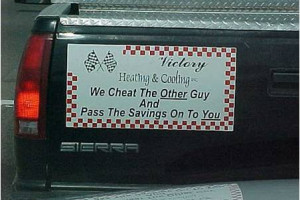 Victory
Heating & Cooling
We Cheat The Other Guy
And
Pass The Savings On To You
SIERRA